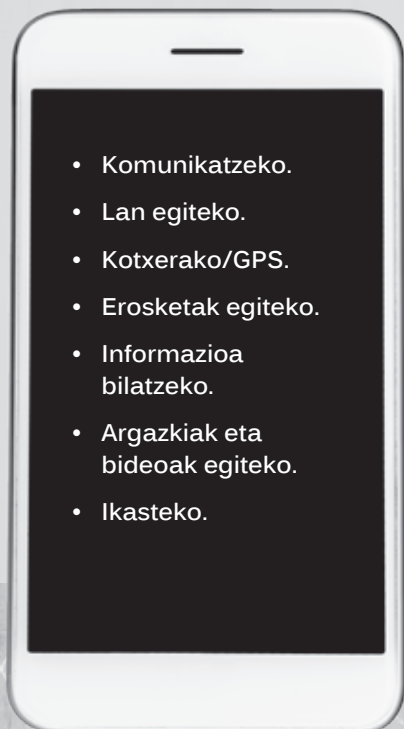 • Komunikatzeko.
• Lan egiteko.
• Kotxerako/GPS.
• Erosketak egiteko.
• Informazioa
bilatzeko.
• Argazkiak eta
bideoak egiteko.
• Ikasteko.